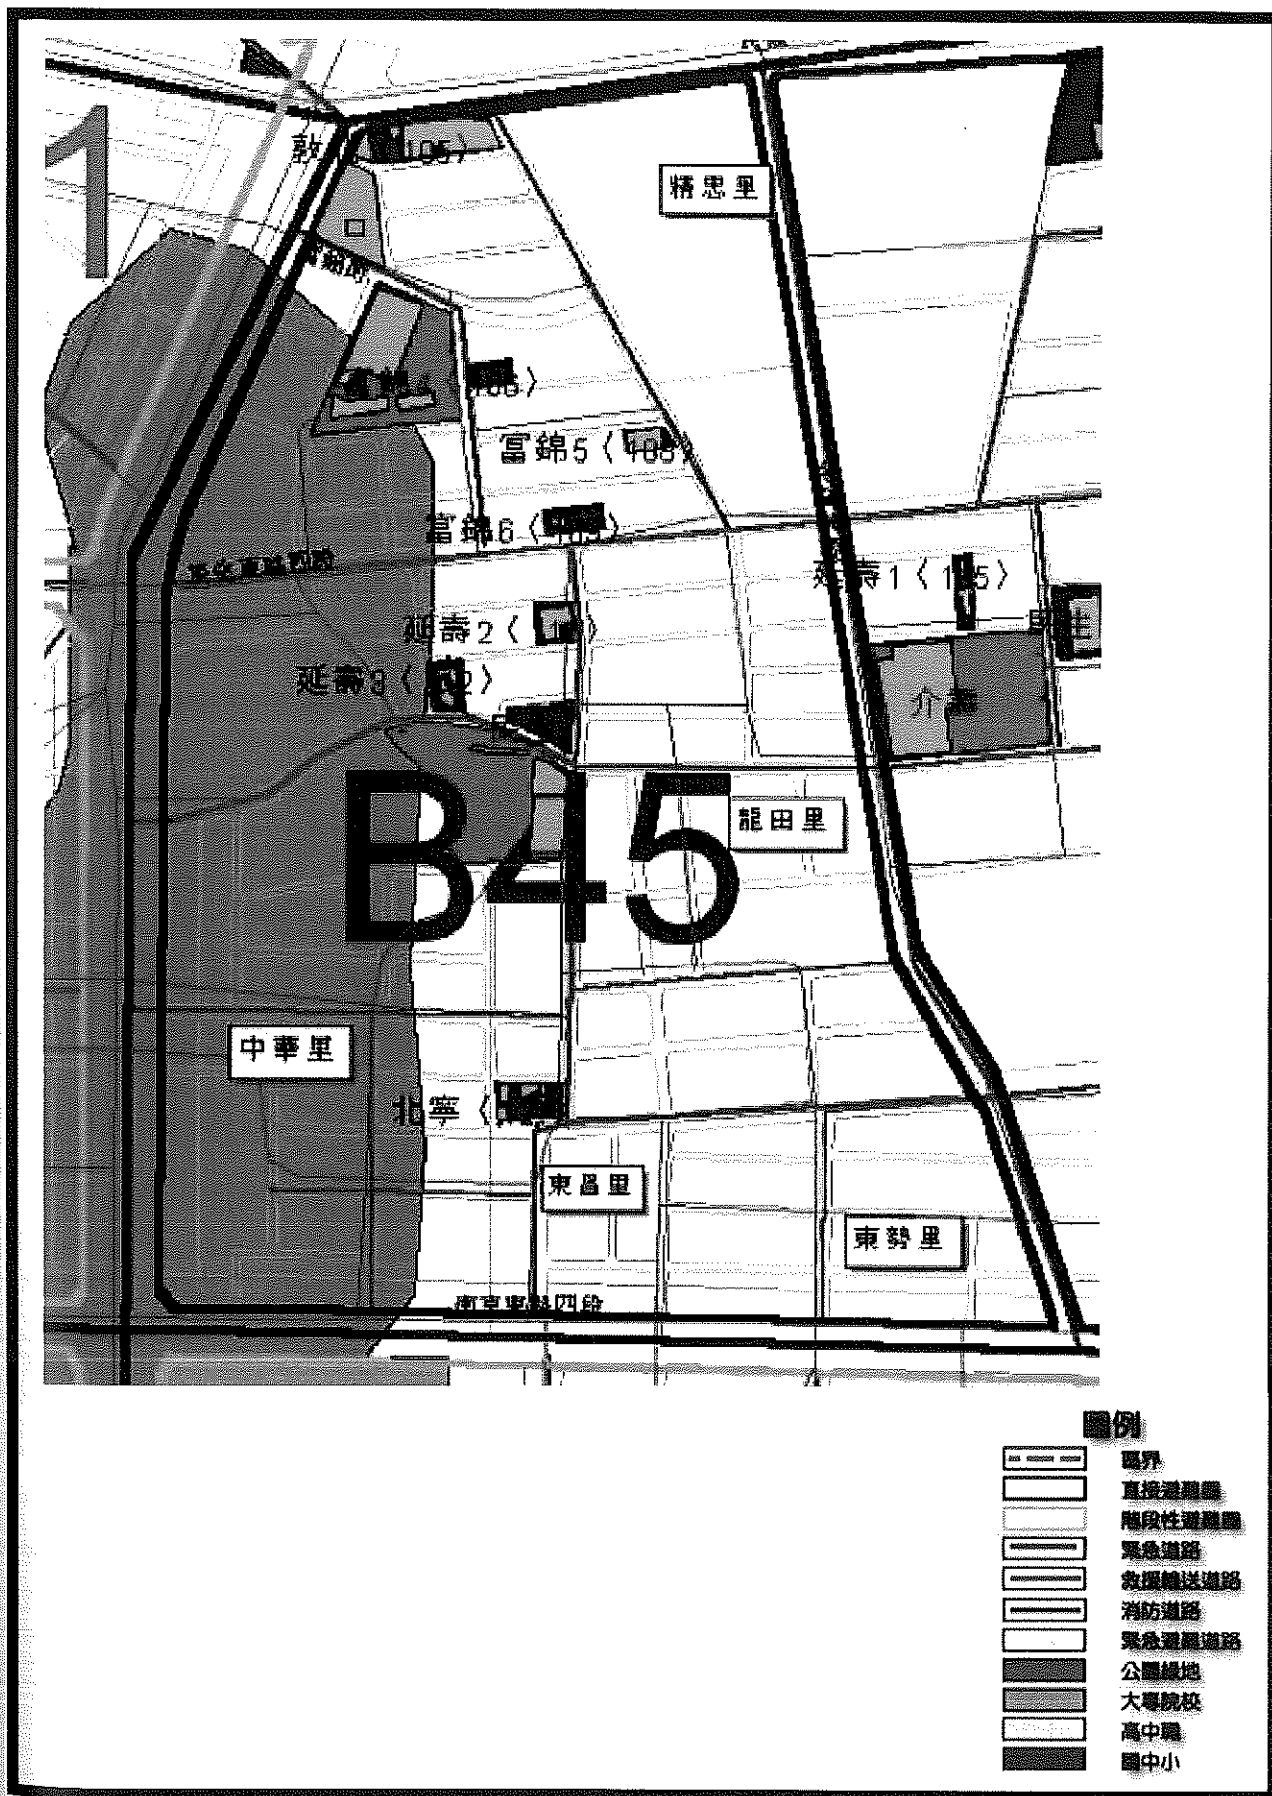 1
敦
精思里
富錦5〈
富錦6〈
延壽1〈
延壽2〈
延壽3〈
介壽
B45
龍田里
中華里
北寧〈
東昌里
東勢里
南京東路四段
圖例
區界
直接避難圈
階段性避難圈
緊急道路
救援輸送道路
消防道路
緊急避難道路
公園綠地
大專院校
高中職
國中小